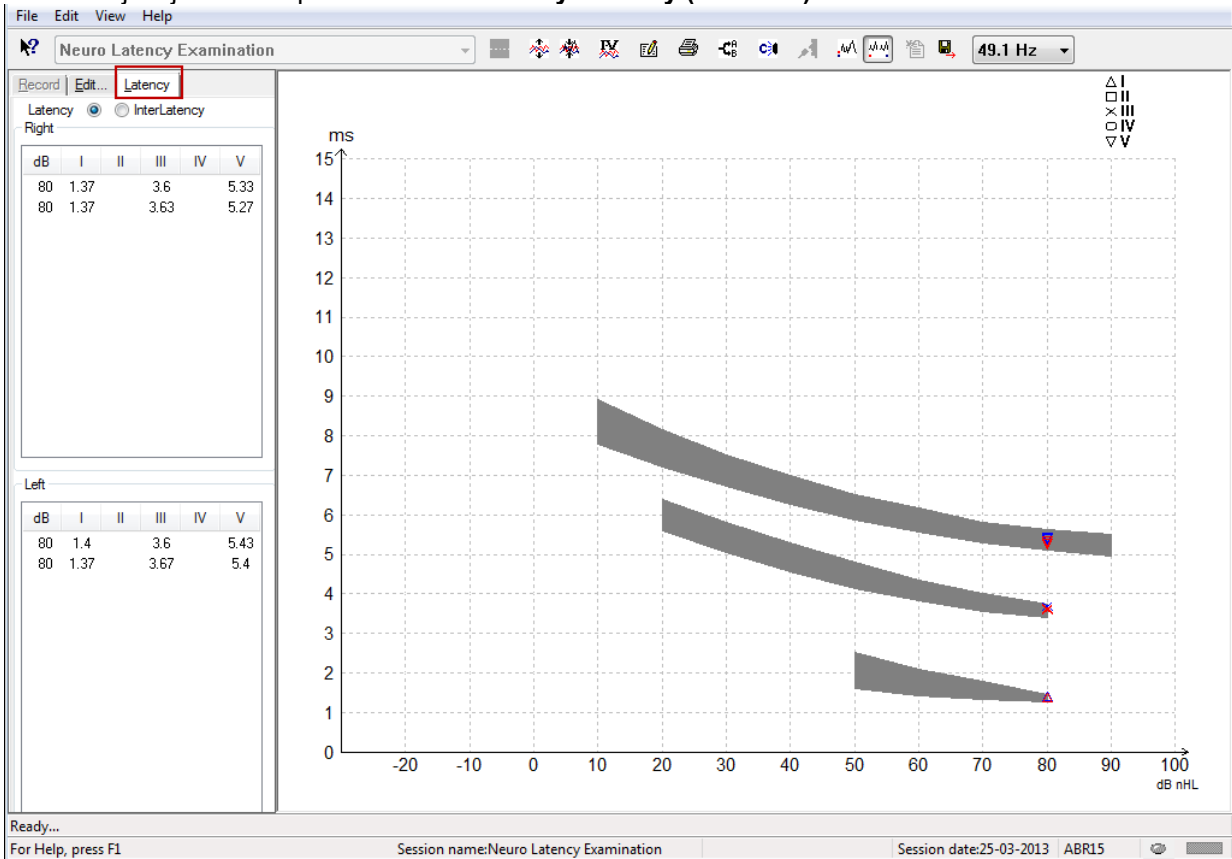 File Edit View Help
Neuro Latency Examination
49.1 Hz
Record Edit... Latency
Latency InterLatency
Right
dB I II III IV V
80 1.37 3.6 5.33
80 1.37 3.63 5.27
Left
dB I II III IV V
80 1.4 3.6 5.43
80 1.37 3.67 5.4
I
II
III
IV
V
ms
15
14
13
12
11
10
9
8
7
6
5
4
3
2
1
0
-20 -10 0 10 20 30 40 50 60 70 80 90 100
dB nHL
Ready...
For Help, press F1 Session name:Neuro Latency Examination Session date:25-03-2013 ABR15